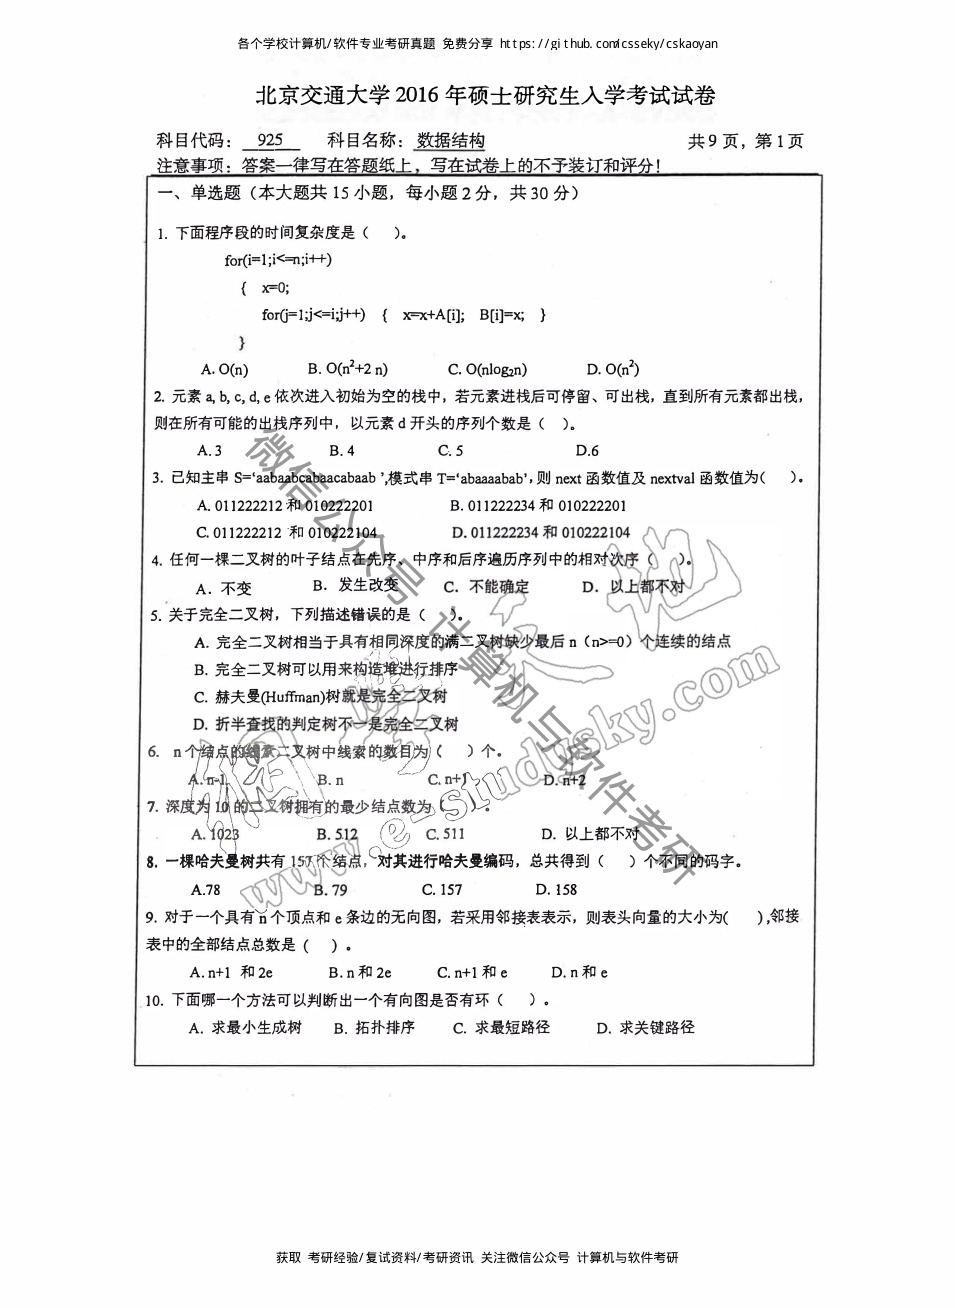 各个学校计算机/软件专业考研真题 免费分享 https://github.com/csseky/cskaoyan
北京交通大学 2016 年硕士研究生入学考试试卷
科目代码: 925 科目名称: 数据结构 共 9 页, 第 1 页
注意事项: 答案一律写在答题纸上, 写在试卷上的不予装订和评分!
一、单选题（本大题共 15 小题, 每小题 2 分, 共 30 分）
1. 下面程序段的时间复杂度是（ ）。
for(i=1;i<=n;i++)
{ x=0;
for(j=1;j<=i;j++) { x=x+A[i]; B[i]=x; }
}
A. O(n) B. O(n²+2 n) C. O(nlog₂n) D. O(n²)
2. 元素 a, b, c, d, e 依次进入初始为空的栈中, 若元素进栈后可停留、可出栈, 直到所有元素都出栈,
则在所有可能的出栈序列中, 以元素 d 开头的序列个数是（ ）。
A. 3 B. 4 C. 5 D.6
3. 已知主串 S=‘aabaabcabaacabaab ’,模式串 T=‘abaaaabab’, 则 next 函数值及 nextval 函数值为( )。
A. 011222212 和 010222201 B. 011222234 和 010222201
C. 011222212 和 010222104 D. 011222234 和 010222104
4. 任何一棵二叉树的叶子结点在先序、中序和后序遍历序列中的相对次序（ ）。
A. 不变 B. 发生改变 C. 不能确定 D. 以上都不对
5. 关于完全二叉树, 下列描述错误的是（ ）。
A. 完全二叉树相当于具有相同深度的满二叉树缺少最后 n（n>=0）个连续的结点
B. 完全二叉树可以用来构造堆进行排序
C. 赫夫曼(Huffman)树就是完全二叉树
D. 折半查找的判定树不一是完全二叉树
6. n 个结点的线索二叉树中线索的数目为（ ）个。
A. n-1 B. n C. n+1 D. n+2
7. 深度为 10 的二叉树拥有的最少结点数为（ ）。
A. 1023 B. 512 C. 511 D. 以上都不对
8. 一棵哈夫曼树共有 157 个结点, 对其进行哈夫曼编码, 总共得到（ ）个不同的码字。
A.78 B. 79 C. 157 D. 158
9. 对于一个具有 n 个顶点和 e 条边的无向图, 若采用邻接表表示, 则表头向量的大小为( ),邻接
表中的全部结点总数是（ ）。
A. n+1 和 2e B. n 和 2e C. n+1 和 e D. n 和 e
10. 下面哪一个方法可以判断出一个有向图是否有环（ ）。
A. 求最小生成树 B. 拓扑排序 C. 求最短路径 D. 求关键路径
微信公众号 计算机与软件考研
www.e-studysky.com
获取 考研经验/复试资料/考研资讯 关注微信公众号 计算机与软件考研